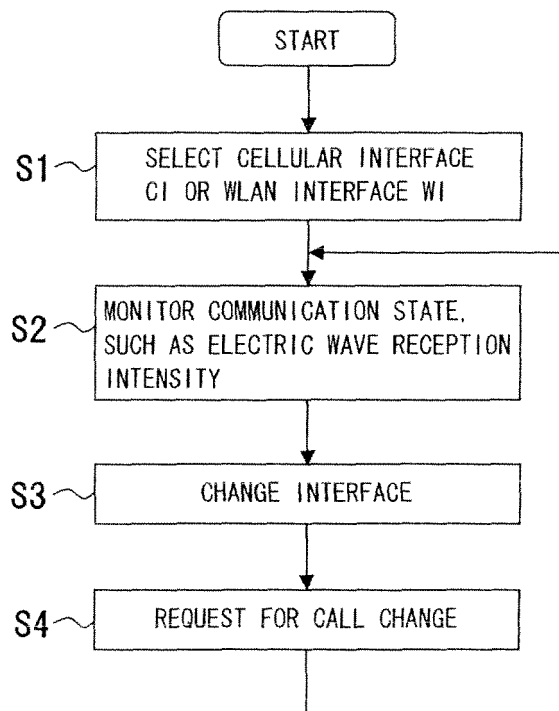 START
S1
SELECT CELLULAR INTERFACE
CI OR WLAN INTERFACE WI
S2
MONITOR COMMUNICATION STATE,
SUCH AS ELECTRIC WAVE RECEPTION
INTENSITY
S3
CHANGE INTERFACE
S4
REQUEST FOR CALL CHANGE